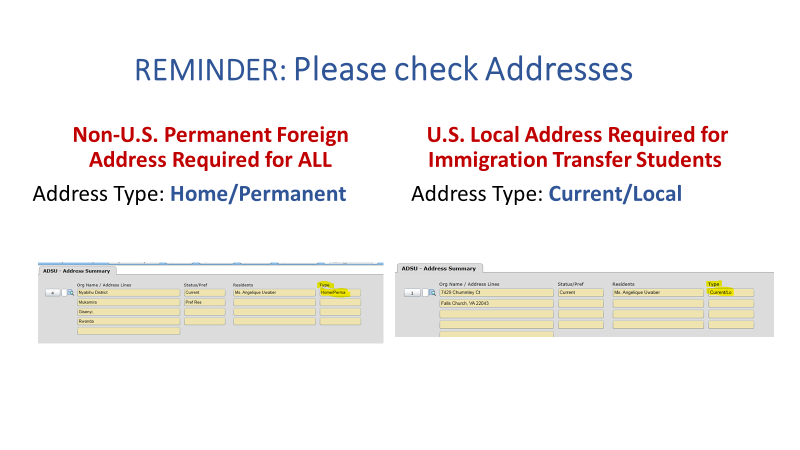 REMINDER: Please check Addresses
Non-U.S. Permanent Foreign
Address Required for ALL
Address Type: Home/Permanent
U.S. Local Address Required for
Immigration Transfer Students
Address Type: Current/Local
ADSU - Address Summary
Org Name / Address Lines Status/Pref Residents Type
4 Nyabihu District Current Ms. Angelique Uwaber Home/Perma
Mukamira Pref Res
Rwanda
ADSU - Address Summary
Org Name / Address Lines Status/Pref Residents Type
1 7429 Chummley Ct Current Ms. Angelique Uwaber Current/Lo
Falls Church, VA 22043